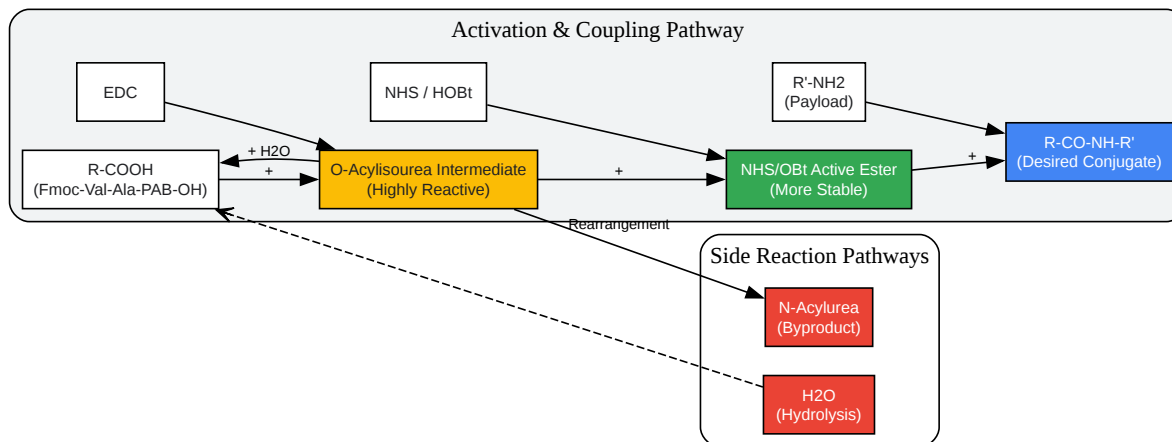 Activation & Coupling Pathway
EDC
NHS / HOBt
R'-NH2
(Payload)
+ H2O
R-COOH
(Fmoc-Val-Ala-PAB-OH)
+
O-Acylisourea Intermediate
(Highly Reactive)
+
NHS/OBt Active Ester
(More Stable)
+
R-CO-NH-R'
(Desired Conjugate)
Rearrangement
Side Reaction Pathways
N-Acylurea
(Byproduct)
H2O
(Hydrolysis)